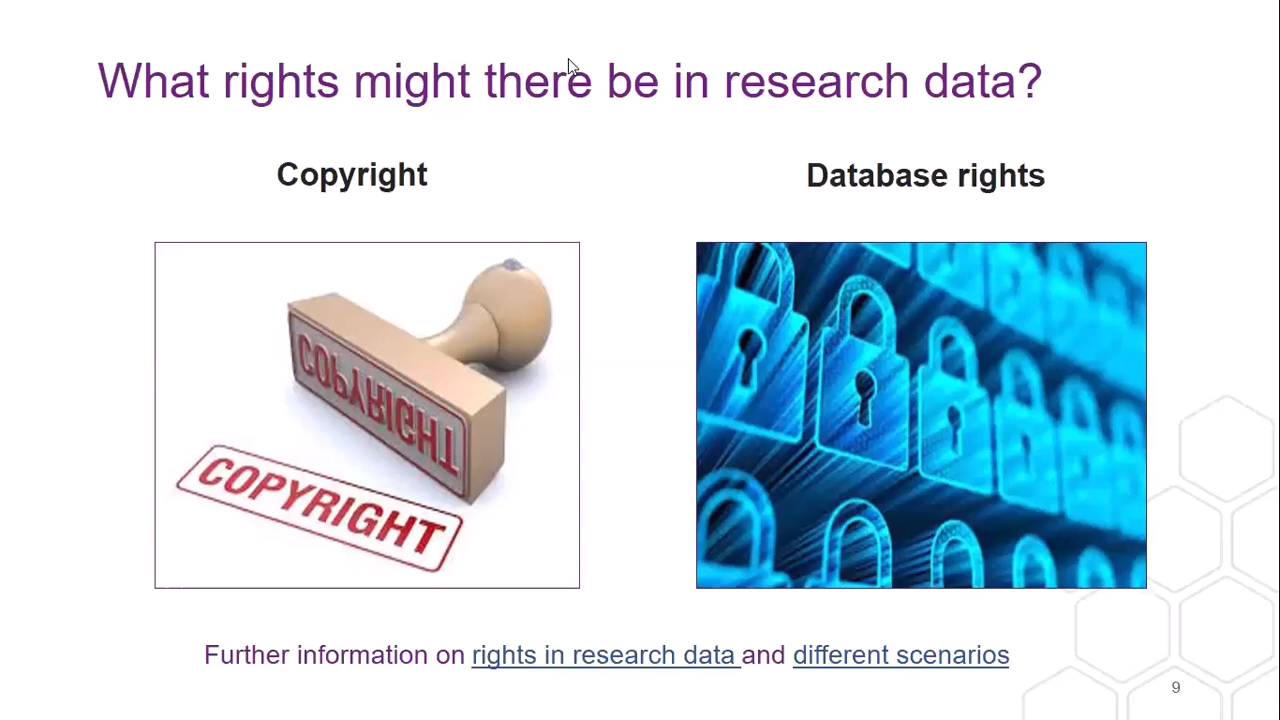 What rights might there be in research data?
Copyright
Database rights
COPYRIGHT
COPYRIGHT
Further information on rights in research data and different scenarios
9